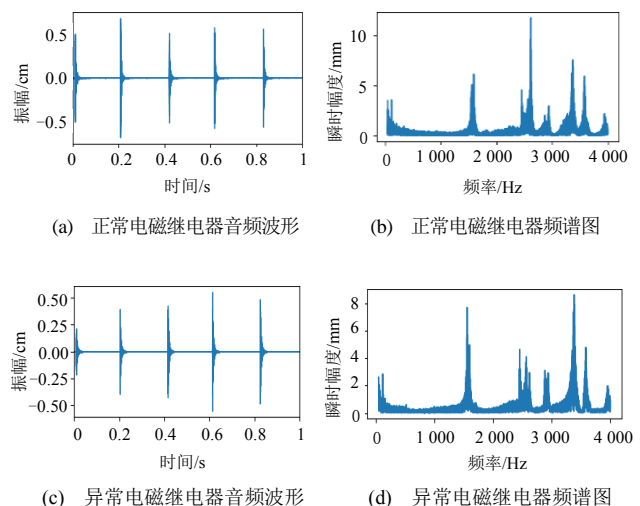 0.5
0.0
−0.5
振幅/cm
0 0.2 0.4 0.6 0.8 1
时间/s
(a) 正常电磁继电器音频波形
10
5
0
瞬时幅度/mm
0 1 000 2 000 3 000 4 000
频率/Hz
(b) 正常电磁继电器频谱图
0.50
0.25
0.00
−0.25
−0.50
振幅/cm
0 0.2 0.4 0.6 0.8 1
时间/s
(c) 异常电磁继电器音频波形
8
6
4
2
0
瞬时幅度/mm
0 1 000 2 000 3 000 4 000
频率/Hz
(d) 异常电磁继电器频谱图